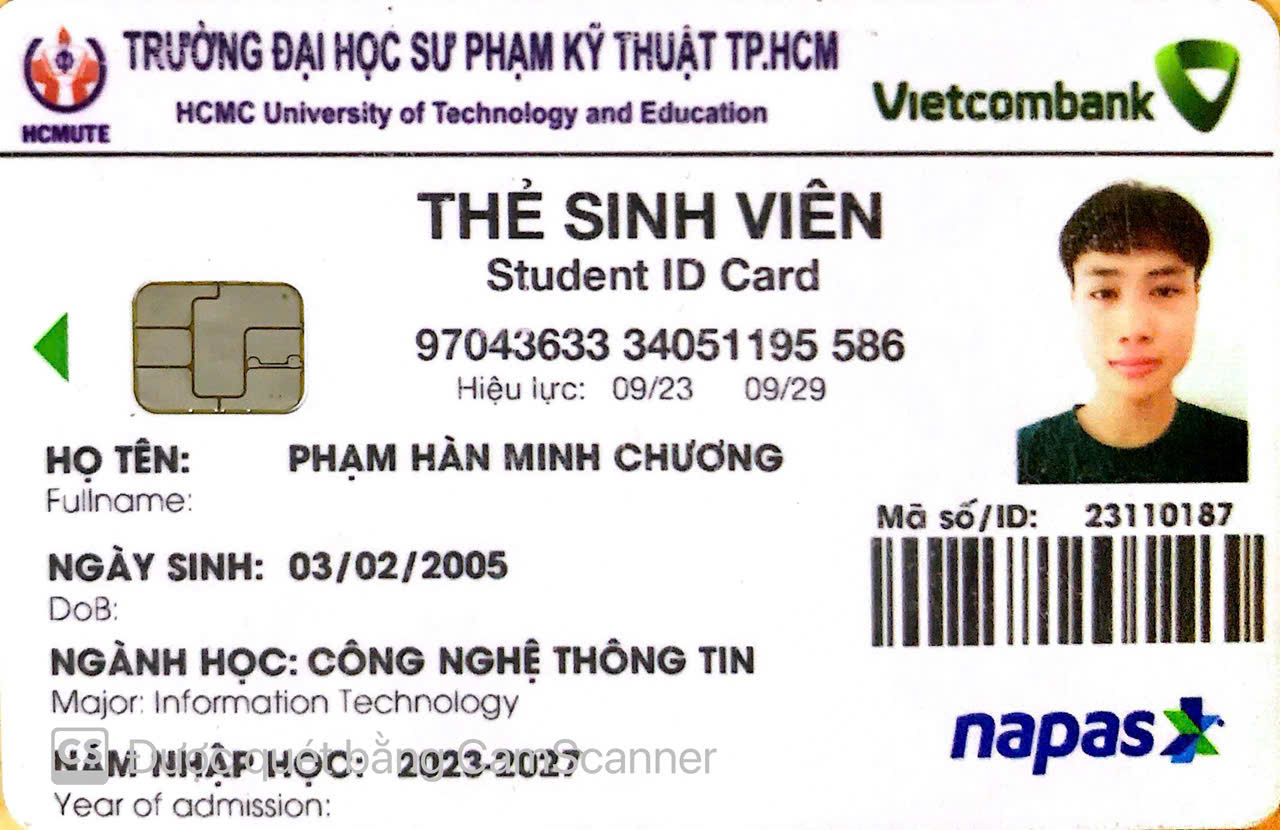 TRƯỜNG ĐẠI HỌC SƯ PHẠM KỸ THUẬT TP.HCM
HCMC University of Technology and Education
HCMUTE
Vietcombank
THẺ SINH VIÊN
Student ID Card
97043633 34051195 586
Hiệu lực: 09/23 09/29
HỌ TÊN: PHẠM HÀN MINH CHƯƠNG
Fullname:
Mã số/ID: 23110187
NGÀY SINH: 03/02/2005
DoB:
NGÀNH HỌC: CÔNG NGHỆ THÔNG TIN
Major: Information Technology
napas
NĂM NHẬP HỌC: 2023-2027
CS Được quét bằng CamScanner
Year of admission: